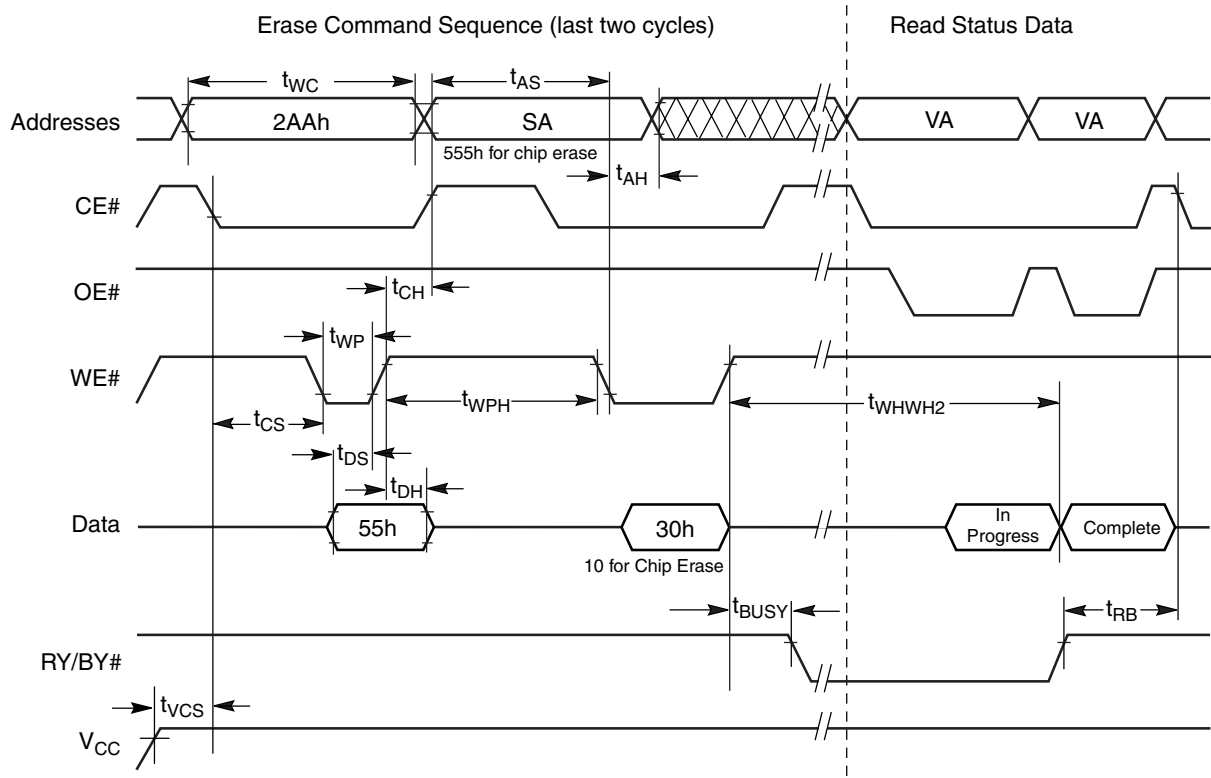 Erase Command Sequence (last two cycles)
Read Status Data
tWC
tAS
Addresses
2AAh
SA
VA
VA
555h for chip erase
tAH
CE#
OE#
tCH
tWP
WE#
tWPH
tWHWH2
tCS
tDS
tDH
Data
55h
30h
In
Progress
Complete
10 for Chip Erase
tBUSY
tRB
RY/BY#
tVCS
VCC